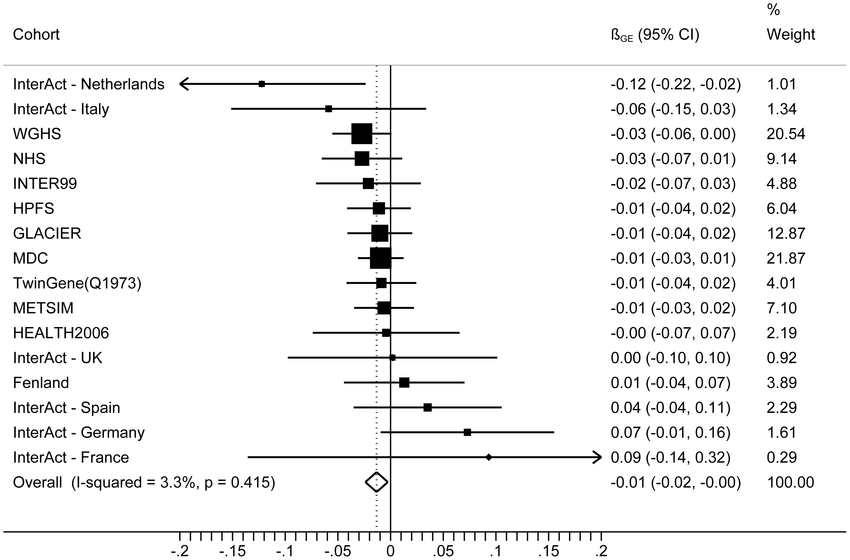 %
Cohort ßGE (95% CI) Weight
InterAct - Netherlands -0.12 (-0.22, -0.02) 1.01
InterAct - Italy -0.06 (-0.15, 0.03) 1.34
WGHS -0.03 (-0.06, 0.00) 20.54
NHS -0.03 (-0.07, 0.01) 9.14
INTER99 -0.02 (-0.07, 0.03) 4.88
HPFS -0.01 (-0.04, 0.02) 6.04
GLACIER -0.01 (-0.04, 0.02) 12.87
MDC -0.01 (-0.03, 0.01) 21.87
TwinGene(Q1973) -0.01 (-0.04, 0.02) 4.01
METSIM -0.01 (-0.03, 0.02) 7.10
HEALTH2006 -0.00 (-0.07, 0.07) 2.19
InterAct - UK 0.00 (-0.10, 0.10) 0.92
Fenland 0.01 (-0.04, 0.07) 3.89
InterAct - Spain 0.04 (-0.04, 0.11) 2.29
InterAct - Germany 0.07 (-0.01, 0.16) 1.61
InterAct - France 0.09 (-0.14, 0.32) 0.29
Overall (I-squared = 3.3%, p = 0.415) -0.01 (-0.02, -0.00) 100.00
-.2 -.15 -.1 -.05 0 .05 .1 .15 .2